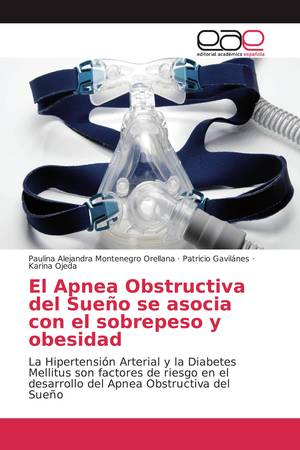 eae
editorial académica española
Paulina Alejandra Montenegro Orellana · Patricio Gavilánes ·
Karina Ojeda
El Apnea Obstructiva
del Sueño se asocia
con el sobrepeso y
obesidad
La Hipertensión Arterial y la Diabetes
Mellitus son factores de riesgo en el
desarrollo del Apnea Obstructiva del
Sueño